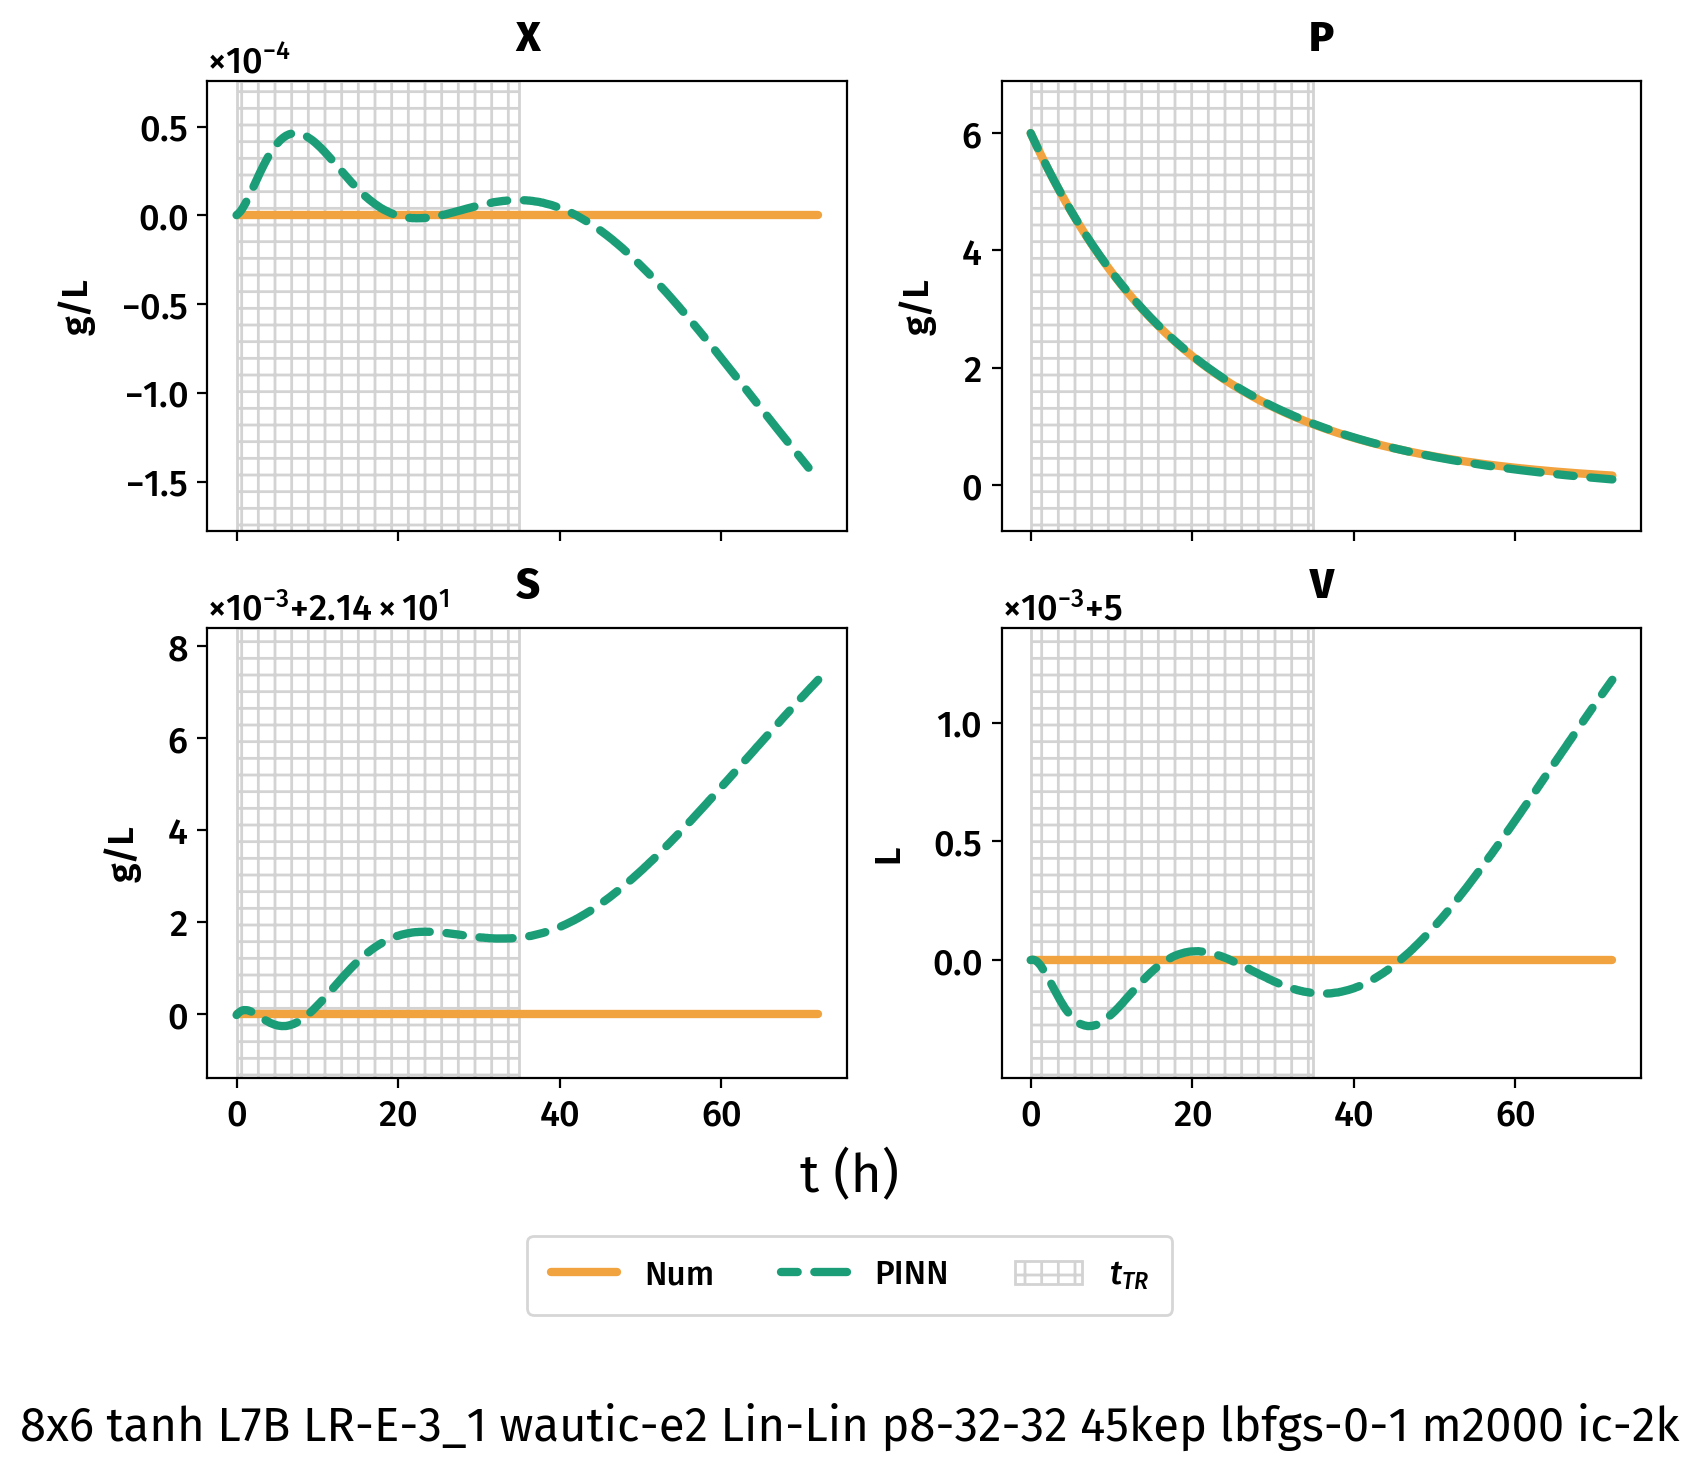 X
P
×10⁻⁴
0.5
0.0
−0.5
−1.0
−1.5
g/L
6
4
2
0
g/L
S
V
×10⁻³+2.14 × 10¹
8
6
4
2
0
g/L
0
20
40
60
×10⁻³+5
1.0
0.5
0.0
L
0
20
40
60
t (h)
Num
PINN
t_TR
8x6 tanh L7B LR-E-3_1 wautic-e2 Lin-Lin p8-32-32 45kep lbfgs-0-1 m2000 ic-2k